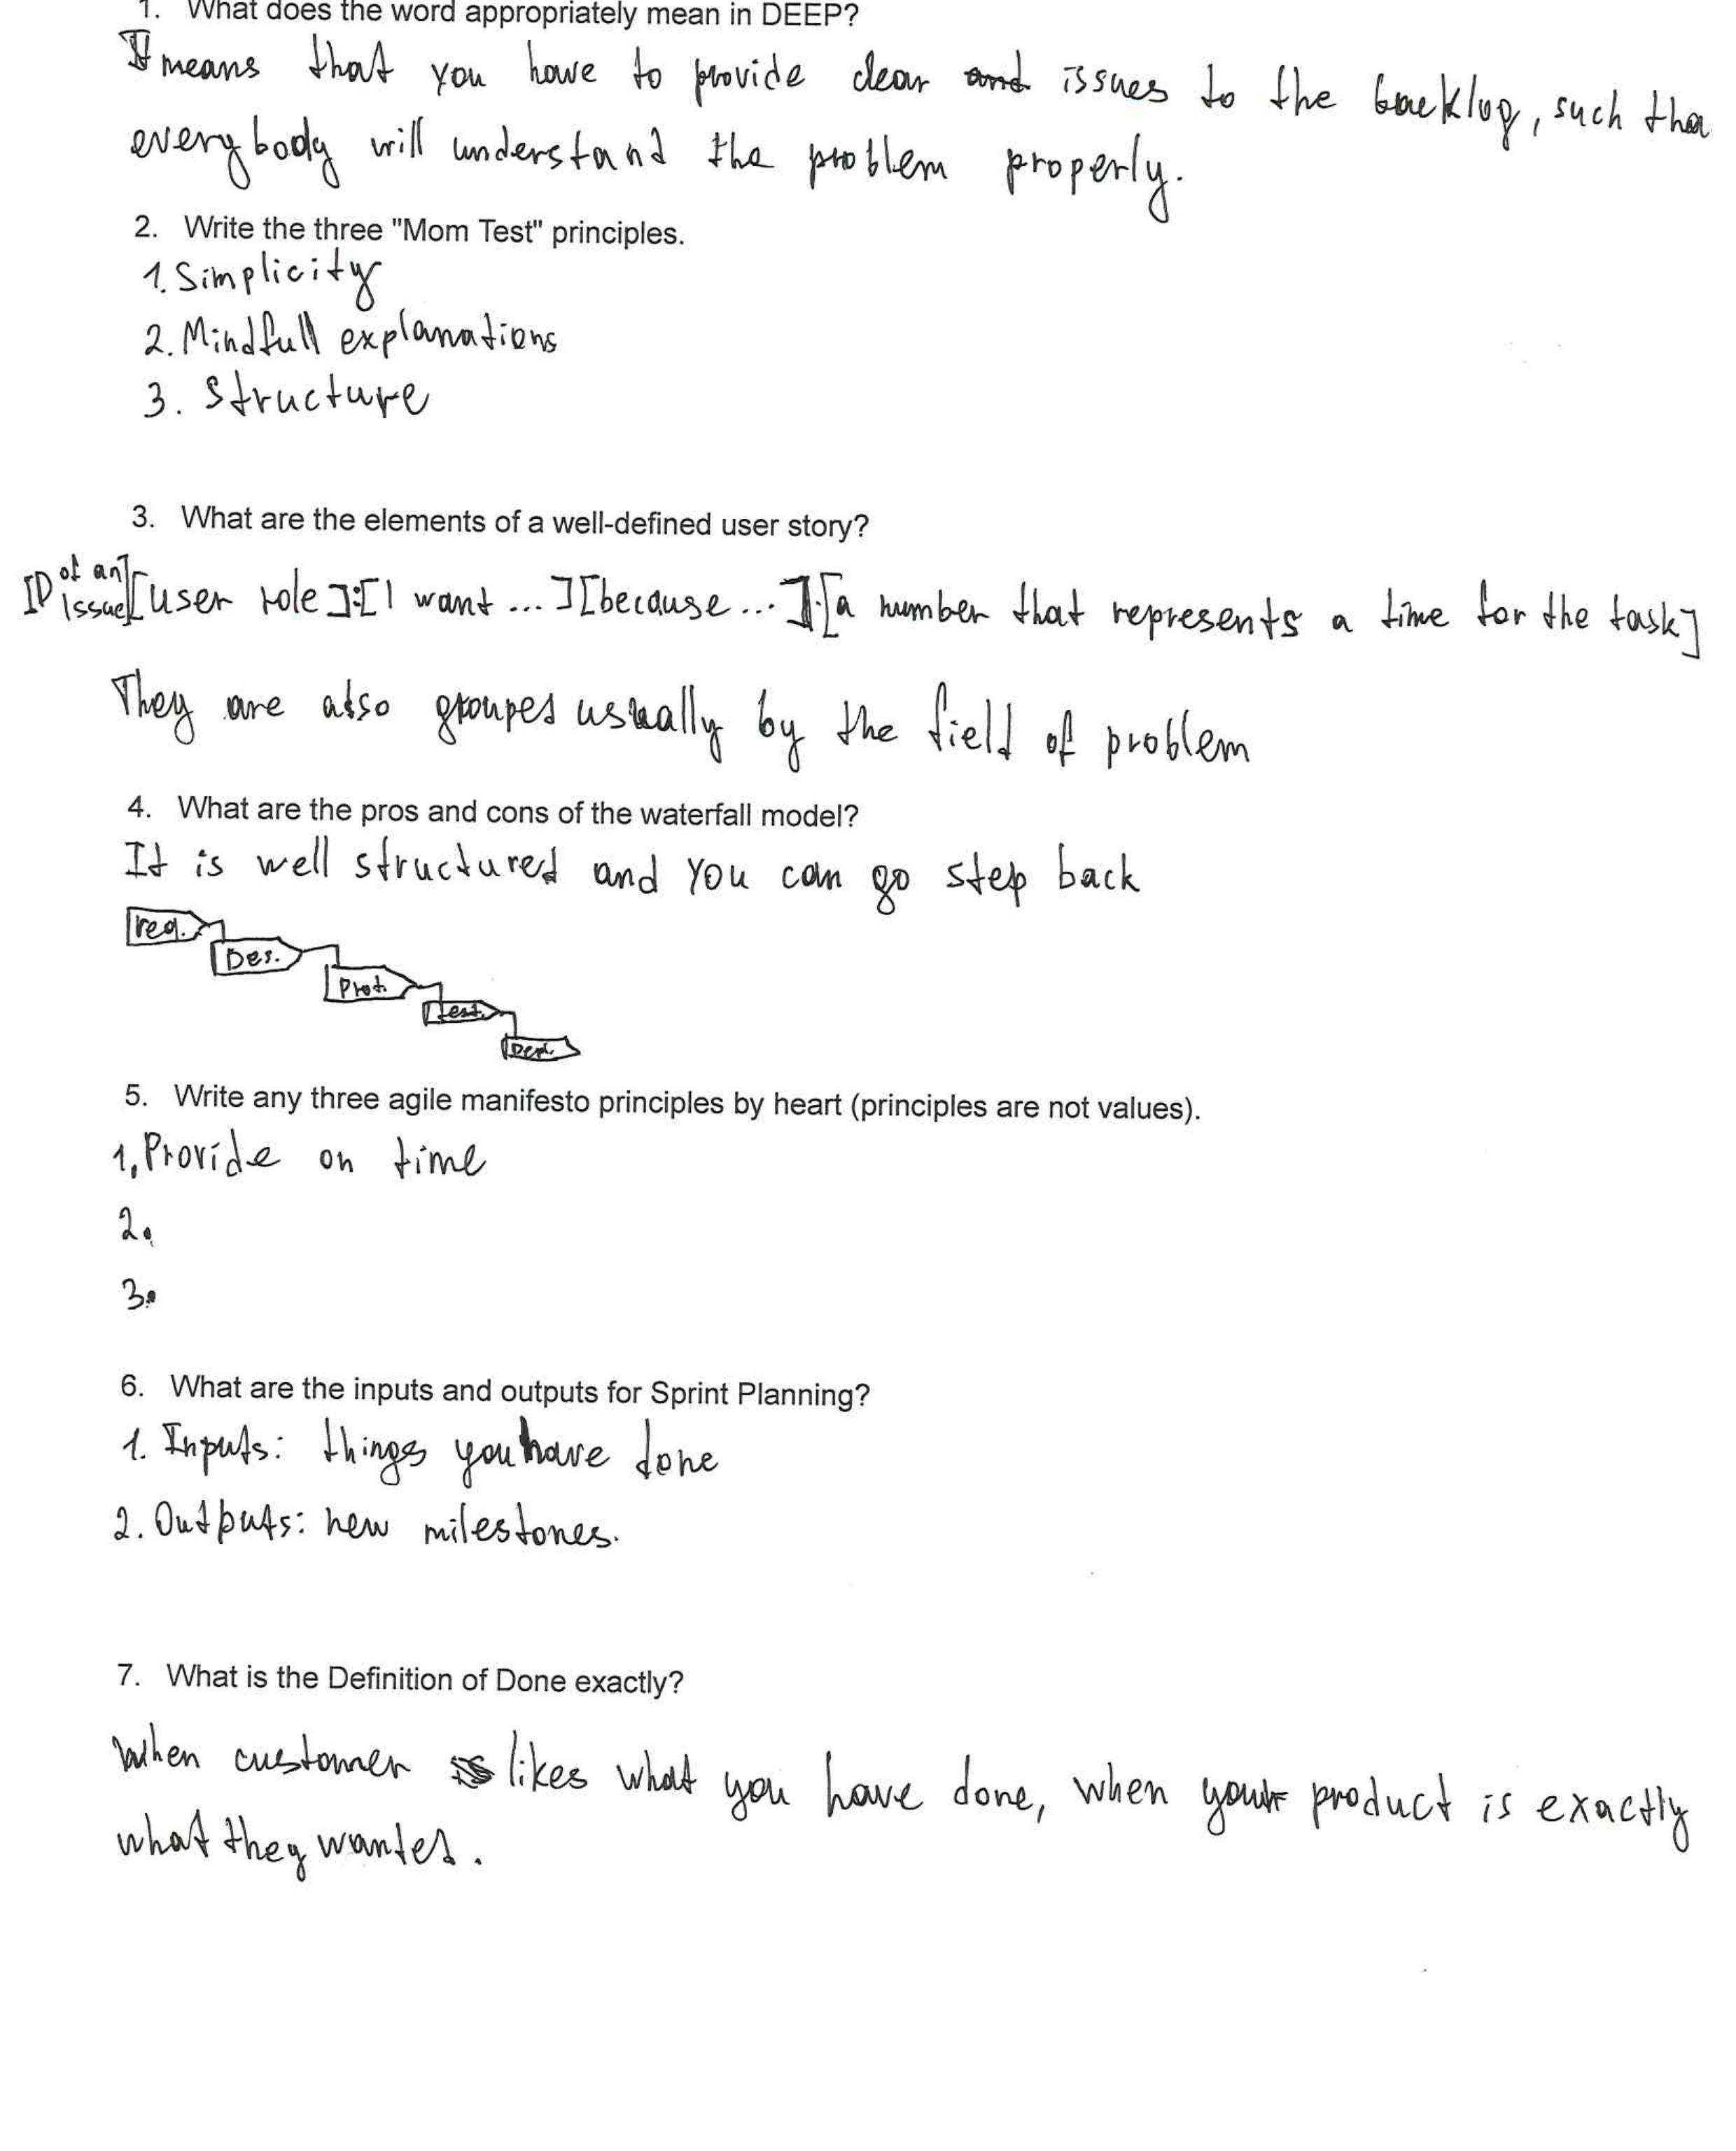 1. What does the word appropriately mean in DEEP?
It means that you have to provide clear and issues to the backlog, such tha
everybody will understand the problem properly.
2. Write the three "Mom Test" principles.
1. Simplicity
2. Mindfull explanations
3. Structure
3. What are the elements of a well-defined user story?
[ID of an issue][user role]:[I want ...][because ...].[a number that represents a time for the task]
They are also grouped usually by the field of problem
4. What are the pros and cons of the waterfall model?
It is well structured and you can go step back
req.
Des.
Prot.
Test.
5. Write any three agile manifesto principles by heart (principles are not values).
1. Provide on time
2.
3.
6. What are the inputs and outputs for Sprint Planning?
1. Inputs: things you have done
2. Outputs: new milestones.
7. What is the Definition of Done exactly?
When customer likes what you have done, when your product is exactly
what they wanted.